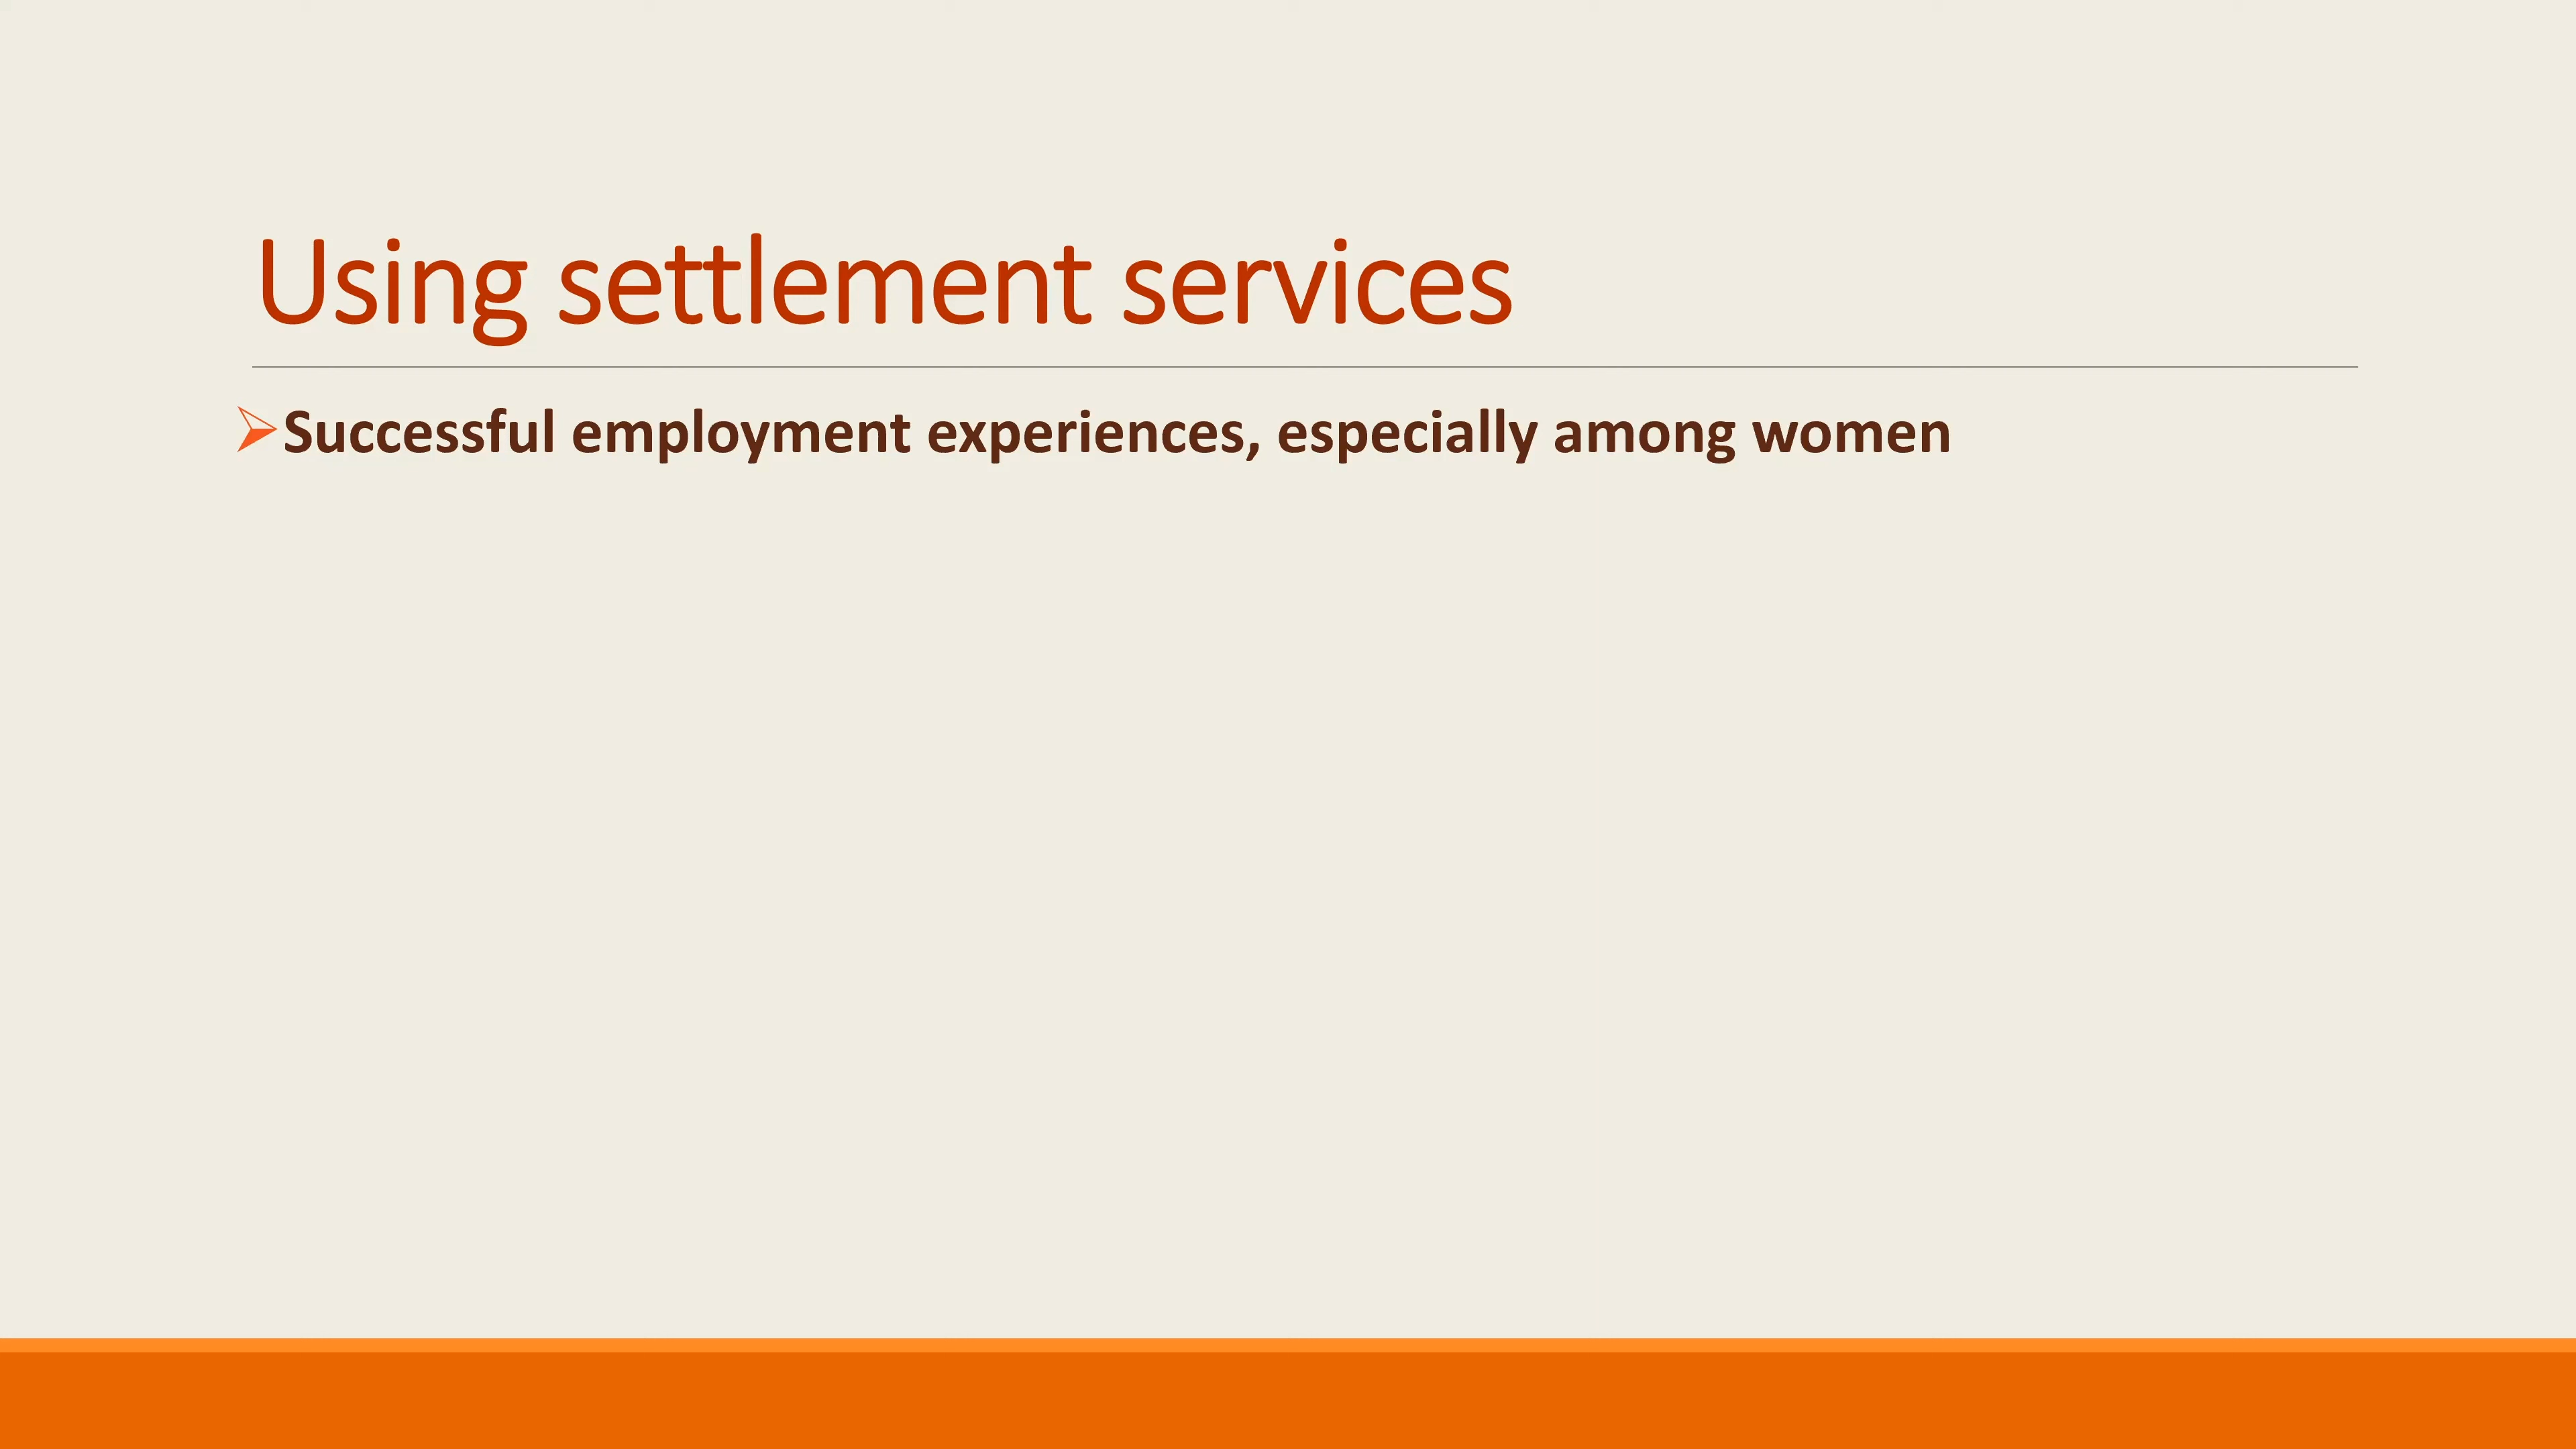 Using settlement services
Successful employment experiences, especially among women